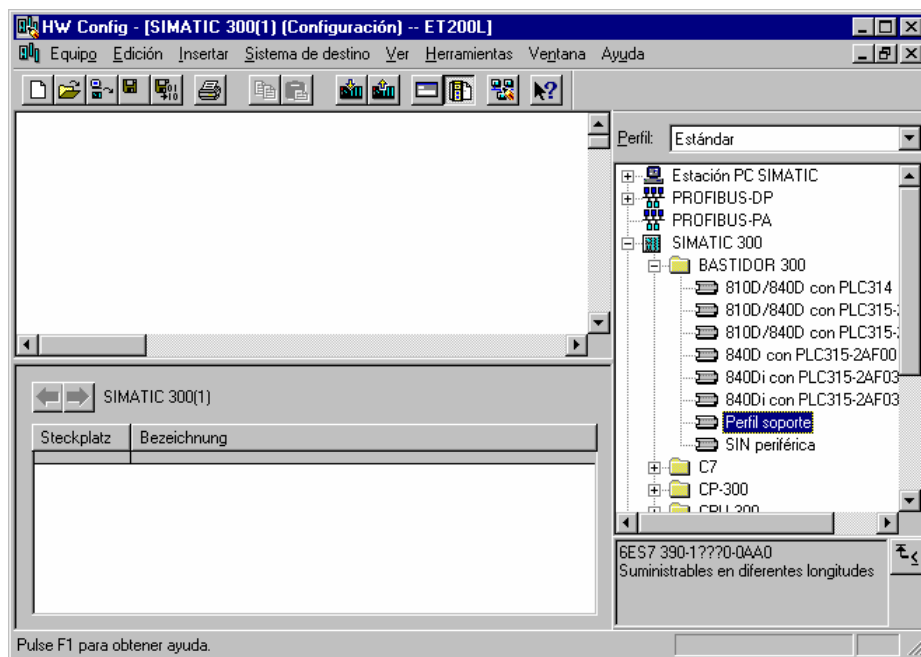 HW Config - [SIMATIC 300(1) (Configuración) -- ET200L]
Equipo Edición Insertar Sistema de destino Ver Herramientas Ventana Ayuda
Perfil: Estándar
Estación PC SIMATIC
PROFIBUS-DP
PROFIBUS-PA
SIMATIC 300
BASTIDOR 300
810D/840D con PLC314
810D/840D con PLC315-
810D/840D con PLC315-
840D con PLC315-2AF00
840Di con PLC315-2AF03
840Di con PLC315-2AF03
Perfil soporte
SIN periférica
C7
CP-300
CPU-300
SIMATIC 300(1)
Steckplatz Bezeichnung
6ES7 390-1???0-0AA0
Suministrables en diferentes longitudes
Pulse F1 para obtener ayuda.